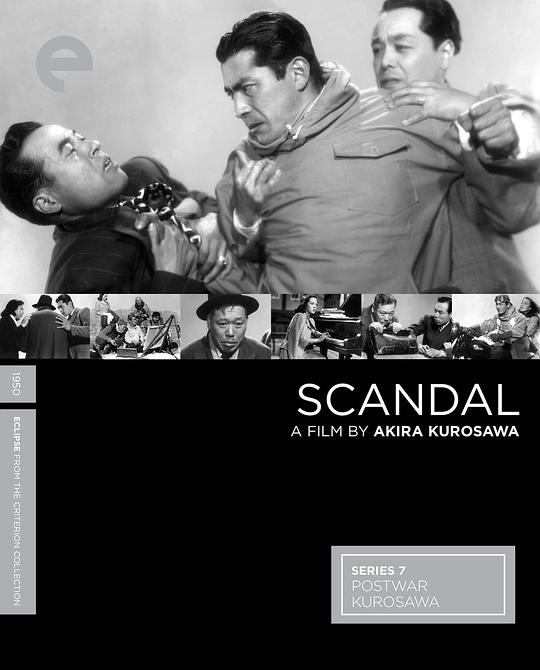 e
1950
ECLIPSE FROM THE CRITERION COLLECTION
SCANDAL
A FILM BY AKIRA KUROSAWA
SERIES 7
POSTWAR
KUROSAWA